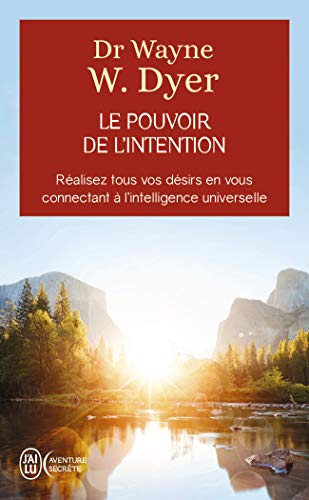 Dr Wayne
W. Dyer
LE POUVOIR
DE L'INTENTION
Réalisez tous vos désirs en vous
connectant à l'intelligence universelle
J'AI
LU
AVENTURE
SECRÈTE